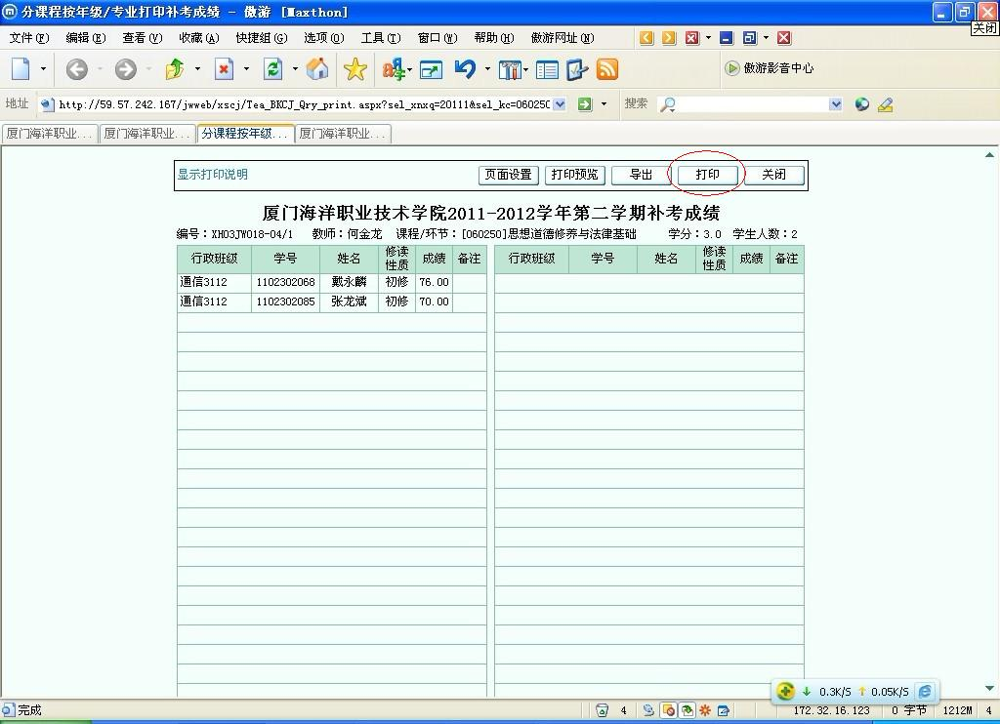 分课程按年级/专业打印补考成绩 - 傲游 [Maxthon]
关闭
文件(F) 编辑(E) 查看(V) 收藏(A) 快捷组(G) 选项(O) 工具(T) 窗口(W) 帮助(H) 傲游网址(N)
傲游影音中心
地址 http://59.57.242.167/jwweb/xscj/Tea_BKCJ_Qry_print.aspx?sel_xnxq=20111&sel_kc=06025 搜索
厦门海洋职业... 厦门海洋职业... 分课程按年级... 厦门海洋职业...
显示打印说明 页面设置 打印预览 导出 打印 关闭
厦门海洋职业技术学院2011-2012学年第二学期补考成绩
编号：XH03JW018-04/1 教师：何金龙 课程/环节：[060250]思想道德修养与法律基础 学分：3.0 学生人数：2
行政班级 学号 姓名 修读性质 成绩 备注 行政班级 学号 姓名 修读性质 成绩 备注
通信3112 1102302068 戴永麟 初修 76.00
通信3112 1102302085 张龙斌 初修 70.00
0.3K/S 0.05K/S
完成 4 172.32.16.123 0 字节 1212M 4